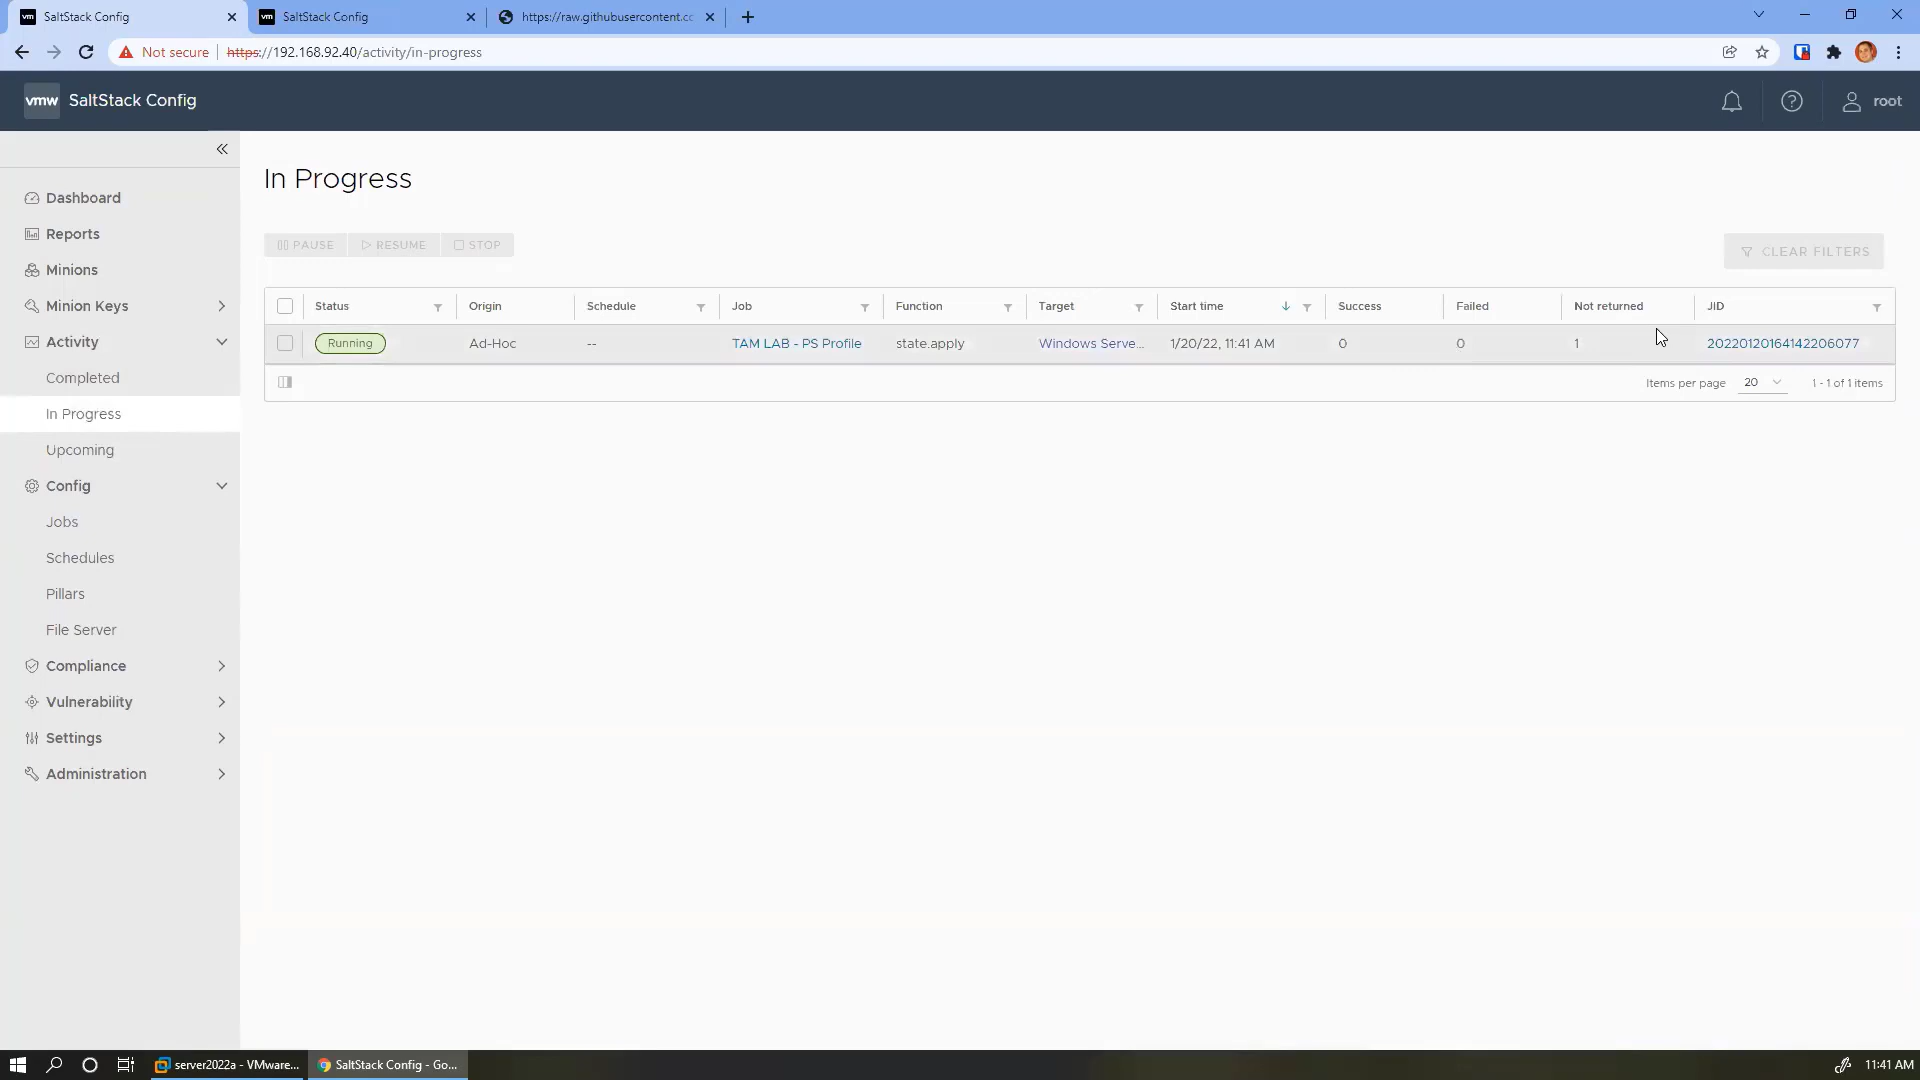 SaltStack Config
SaltStack Config
https://raw.githubusercontent.cc
Not secure
https://192.168.92.40/activity/in-progress
vmw
SaltStack Config
root
Dashboard
Reports
Minions
Minion Keys
Activity
Completed
In Progress
Upcoming
Config
Jobs
Schedules
Pillars
File Server
Compliance
Vulnerability
Settings
Administration
In Progress
PAUSE
RESUME
STOP
CLEAR FILTERS
Status Origin Schedule Job Function Target Start time Success Failed Not returned JID
Running Ad-Hoc -- TAM LAB - PS Profile state.apply Windows Serve... 1/20/22, 11:41 AM 0 0 1 20220120164142206077
Items per page 20 1 - 1 of 1 items
server2022a - VMware...
SaltStack Config - Go...
11:41 AM